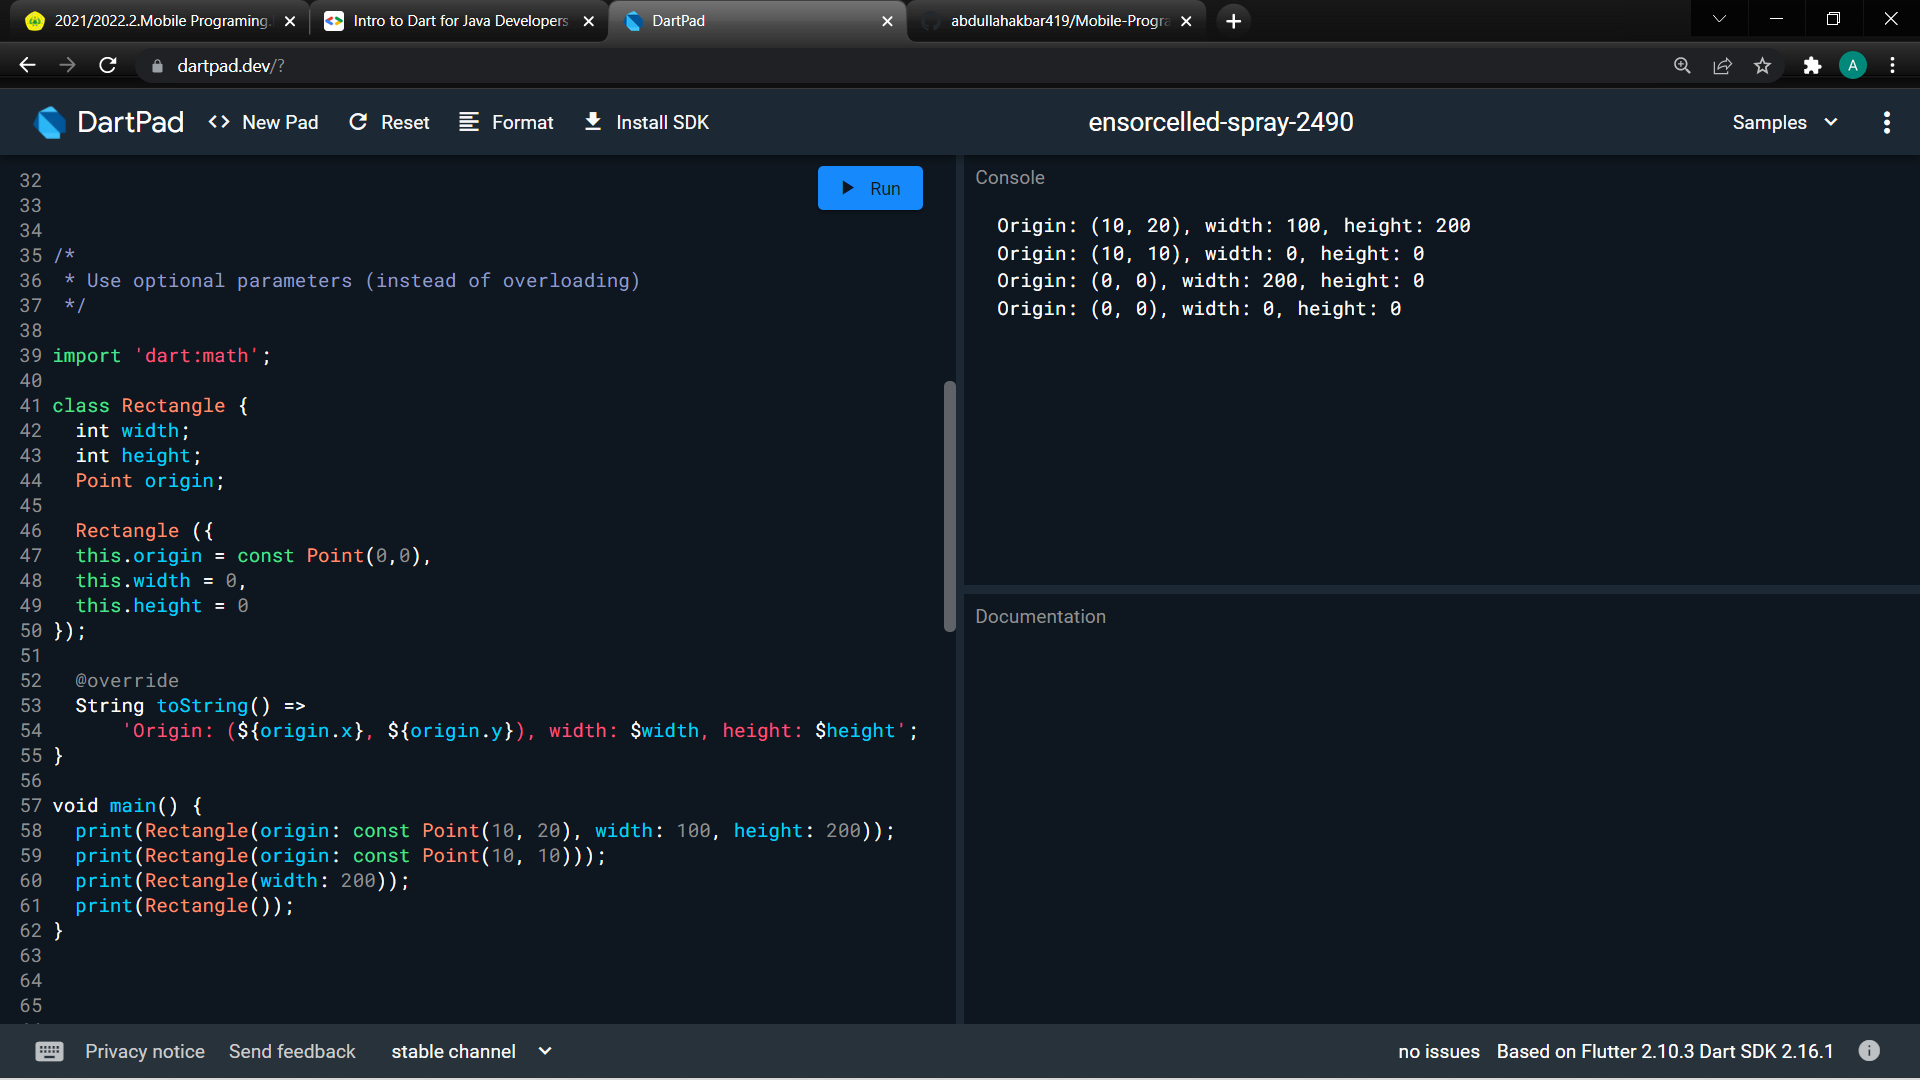 2021/2022.2.Mobile Programing.
Intro to Dart for Java Developers
DartPad
abdullahakbar419/Mobile-Progra
dartpad.dev/?
A
DartPad
<> New Pad
Reset
Format
Install SDK
ensorcelled-spray-2490
Samples
Run
32
33
34
35 /*
36  * Use optional parameters (instead of overloading)
37  */
38
39 import 'dart:math';
40
41 class Rectangle {
42   int width;
43   int height;
44   Point origin;
45
46   Rectangle ({
47   this.origin = const Point(0,0),
48   this.width = 0,
49   this.height = 0
50 });
51
52   @override
53   String toString() =>
54       'Origin: (${origin.x}, ${origin.y}), width: $width, height: $height';
55 }
56
57 void main() {
58   print(Rectangle(origin: const Point(10, 20), width: 100, height: 200));
59   print(Rectangle(origin: const Point(10, 10)));
60   print(Rectangle(width: 200));
61   print(Rectangle());
62 }
63
64
65
Console
Origin: (10, 20), width: 100, height: 200
Origin: (10, 10), width: 0, height: 0
Origin: (0, 0), width: 200, height: 0
Origin: (0, 0), width: 0, height: 0
Documentation
Privacy notice
Send feedback
stable channel
no issues
Based on Flutter 2.10.3 Dart SDK 2.16.1